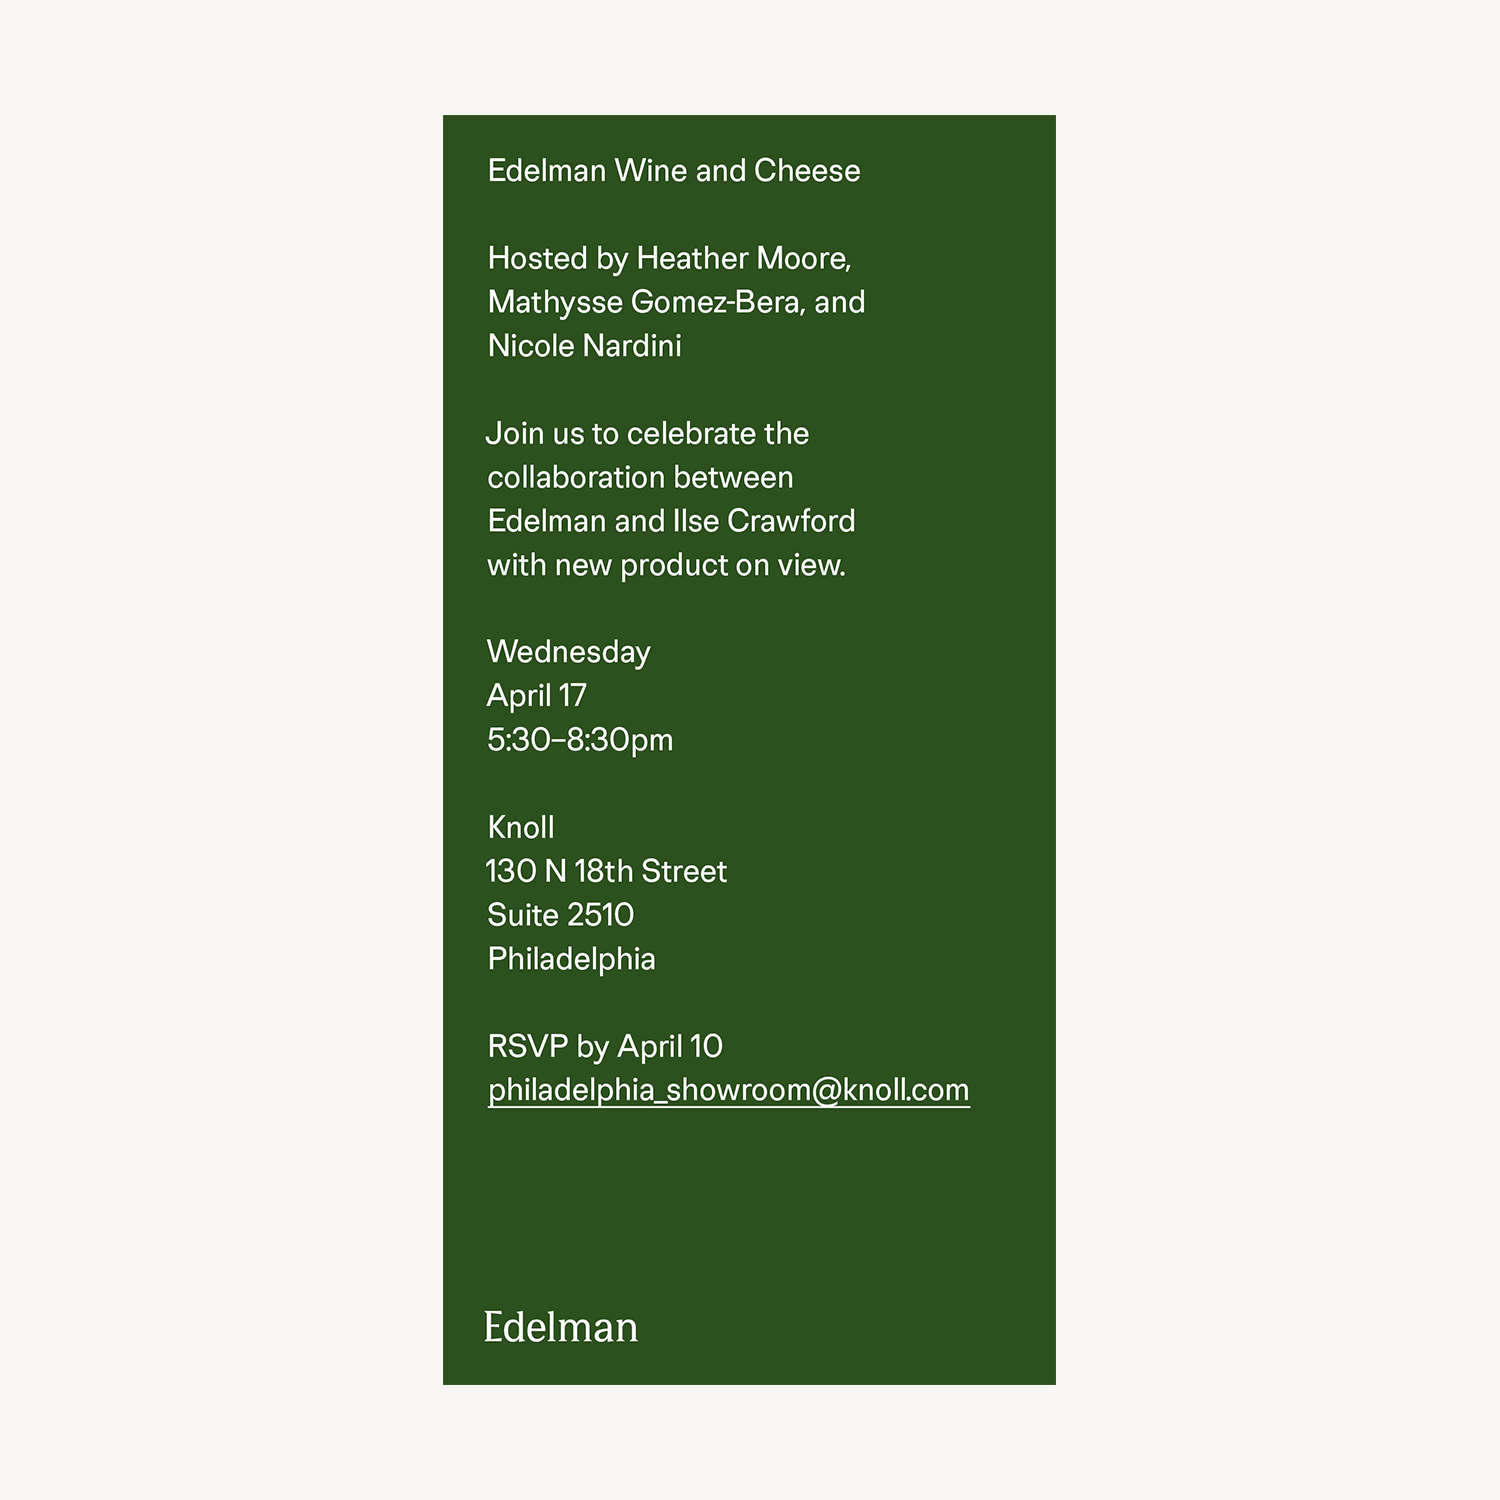 Edelman Wine and Cheese
Hosted by Heather Moore,
Mathysse Gomez-Bera, and
Nicole Nardini
Join us to celebrate the
collaboration between
Edelman and Ilse Crawford
with new product on view.
Wednesday
April 17
5:30–8:30pm
Knoll
130 N 18th Street
Suite 2510
Philadelphia
RSVP by April 10
philadelphia_showroom@knoll.com
Edelman